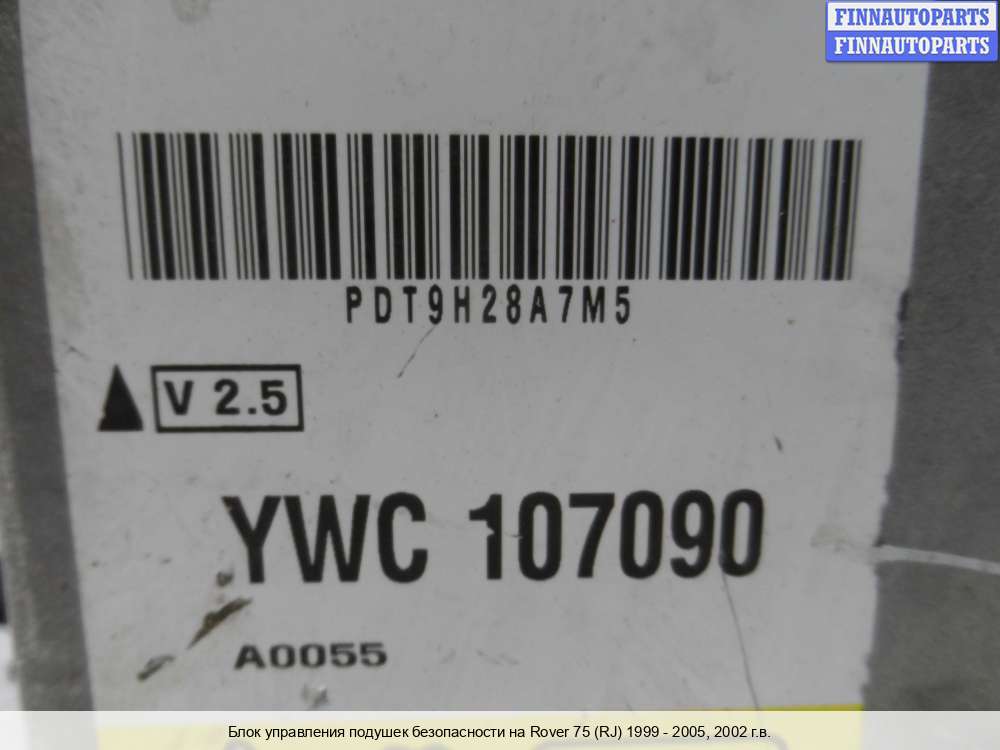 FINNAUTOPARTS
FINNAUTOPARTS
PDT9H28A7M5
V 2.5
YWC 107090
A0055
Блок управления подушек безопасности на Rover 75 (RJ) 1999 - 2005, 2002 г.в.